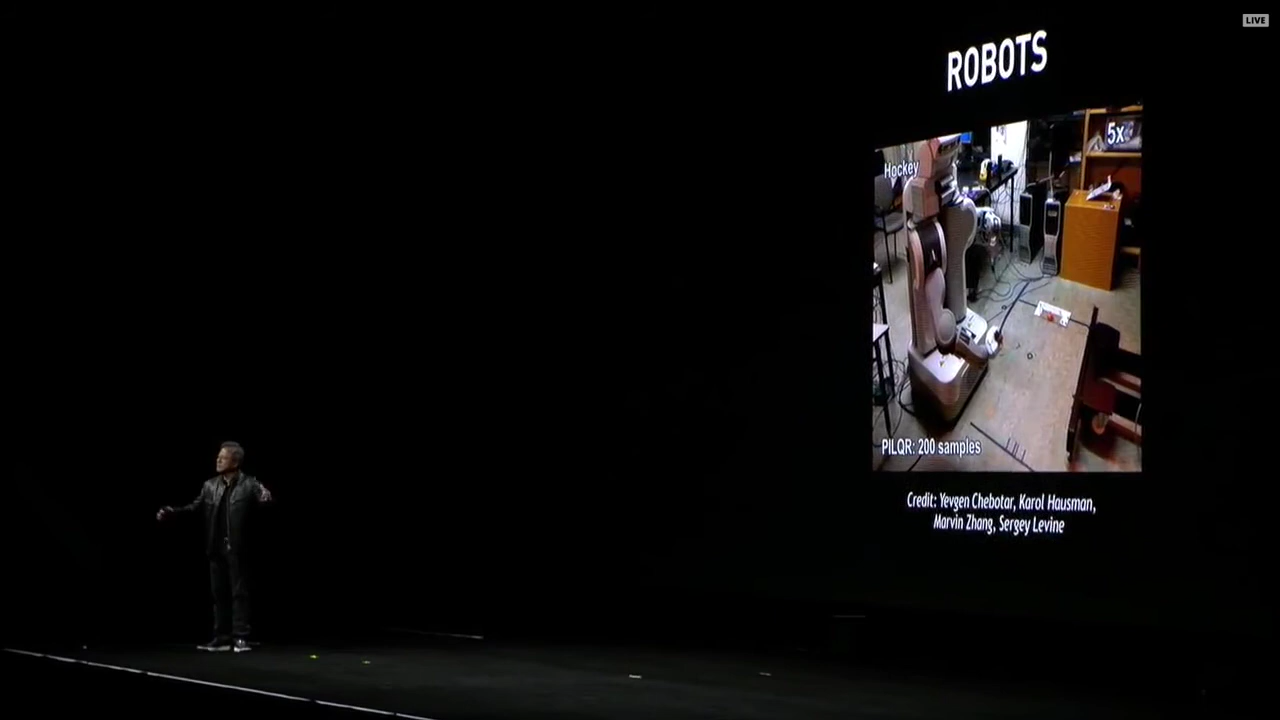 LIVE
ROBOTS
5x
Hockey
PILQR: 200 samples
Credit: Yevgen Chebotar, Karol Hausman,
Marvin Zhang, Sergey Levine